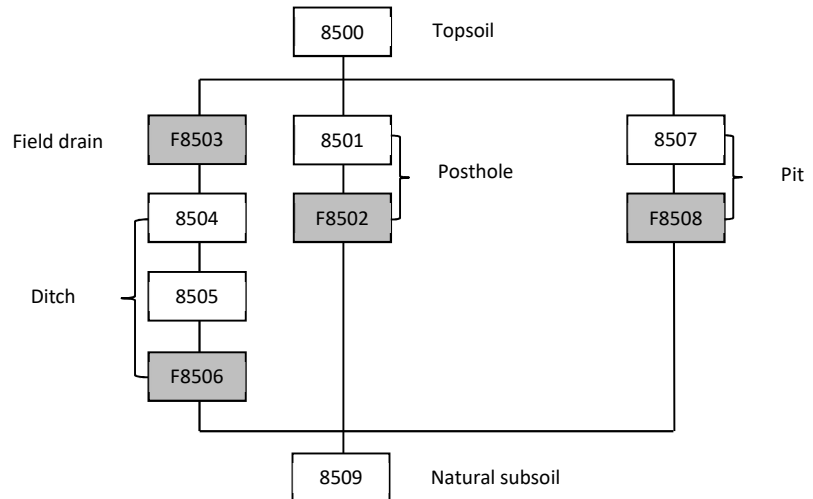 8500 Topsoil
Field drain F8503 8501 8507
Posthole Pit
8504 F8502 F8508
Ditch 8505
F8506
8509 Natural subsoil